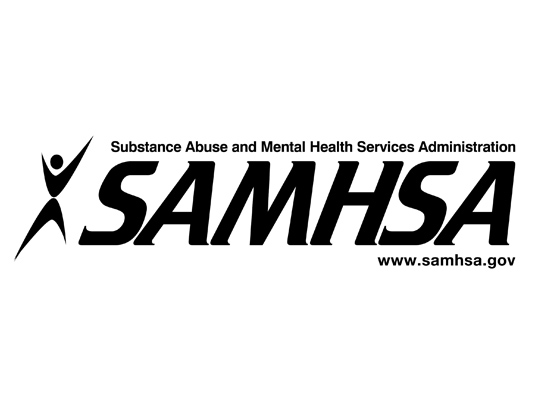 Substance Abuse and Mental Health Services Administration
SAMHSA
www.samhsa.gov